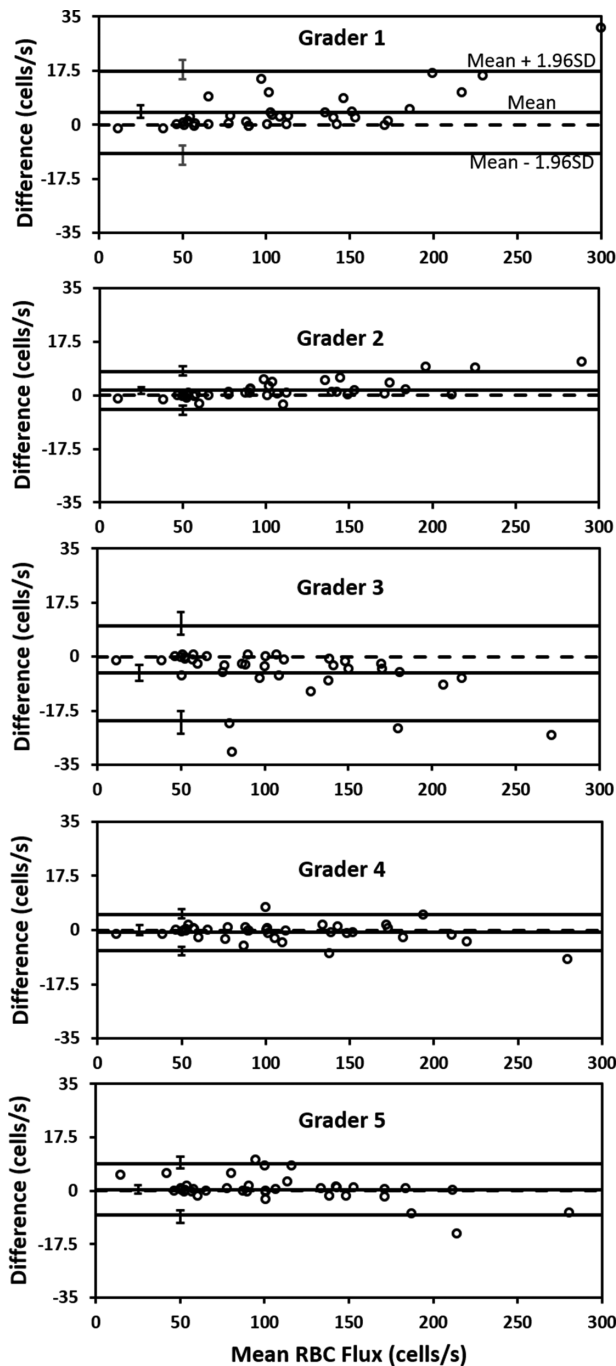 Difference (cells/s)
35
17.5
0
-17.5
-35
Grader 1
Mean + 1.96SD
Mean
Mean - 1.96SD
0 50 100 150 200 250 300
Difference (cells/s)
35
17.5
0
-17.5
-35
Grader 2
0 50 100 150 200 250 300
Difference (cells/s)
35
17.5
0
-17.5
-35
Grader 3
0 50 100 150 200 250 300
Difference (cells/s)
35
17.5
0
-17.5
-35
Grader 4
0 50 100 150 200 250 300
Difference (cells/s)
35
17.5
0
-17.5
-35
Grader 5
0 50 100 150 200 250 300
Mean RBC Flux (cells/s)